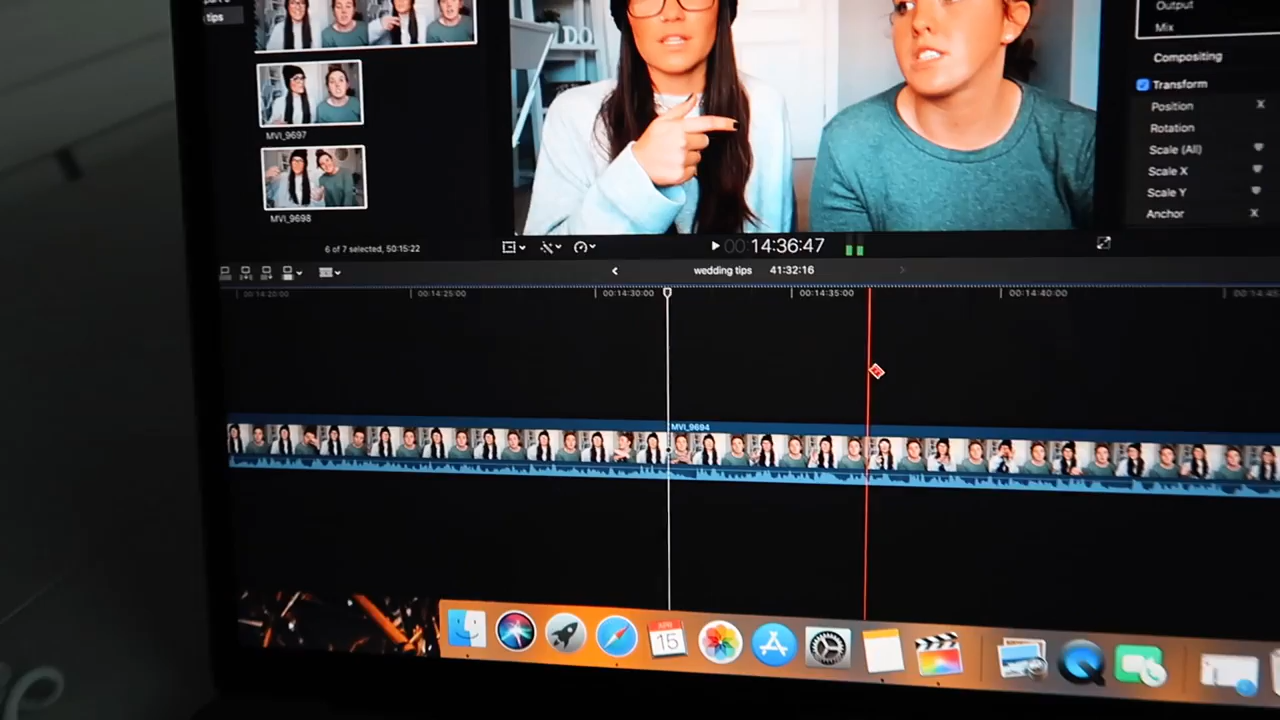 tips
MVI_9697
MVI_9698
6 of 7 selected, 50:15:22
DO
Output
Mix
Compositing
Transform
Position X
Rotation
Scale (All)
Scale X
Scale Y
Anchor X
00:14:36:47
wedding tips 41:32:16
00:14:20:00 00:14:25:00 00:14:30:00 00:14:35:00 00:14:40:00
MVI_9694
15